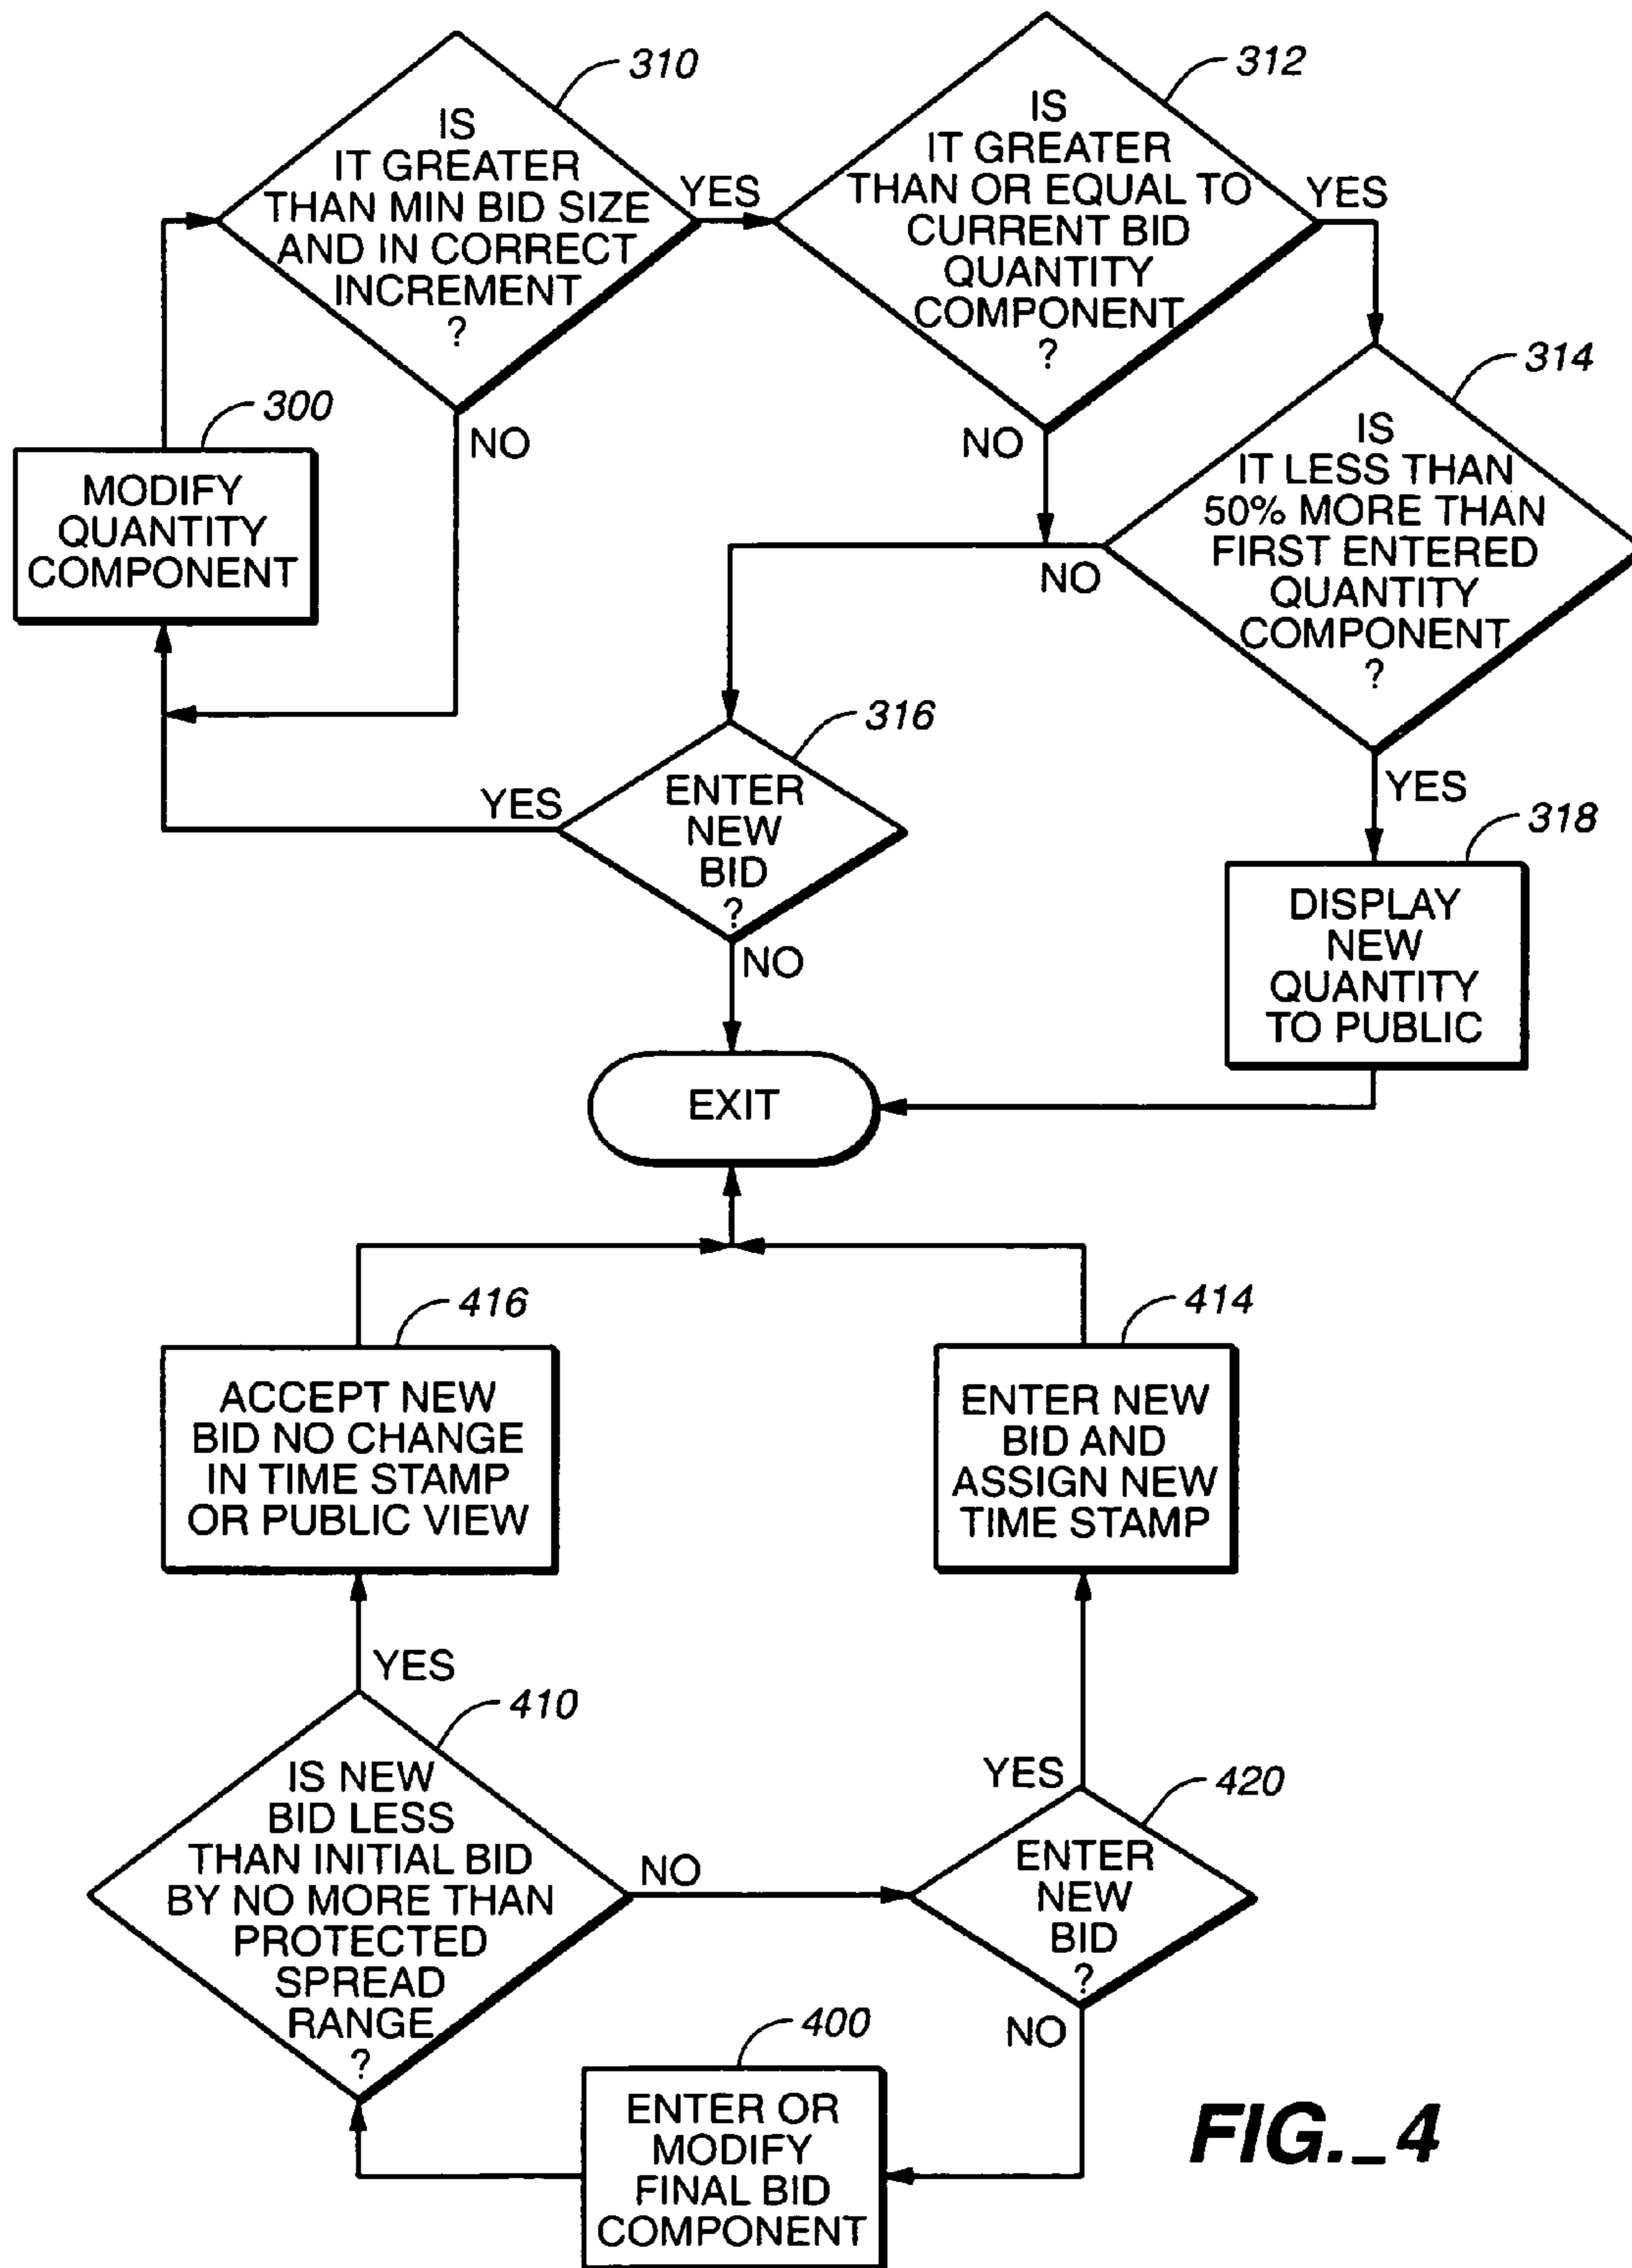 310
IS
IT GREATER
THAN MIN BID SIZE
AND IN CORRECT
INCREMENT
?
YES
NO
312
IS
IT GREATER
THAN OR EQUAL TO
CURRENT BID
QUANTITY
COMPONENT
?
YES
NO
300
MODIFY
QUANTITY
COMPONENT
314
IS
IT LESS THAN
50% MORE THAN
FIRST ENTERED
QUANTITY
COMPONENT
?
NO
YES
316
ENTER
NEW
BID
?
YES
NO
318
DISPLAY
NEW
QUANTITY
TO PUBLIC
EXIT
416
ACCEPT NEW
BID NO CHANGE
IN TIME STAMP
OR PUBLIC VIEW
414
ENTER NEW
BID AND
ASSIGN NEW
TIME STAMP
YES
410
IS NEW
BID LESS
THAN INITIAL BID
BY NO MORE THAN
PROTECTED
SPREAD
RANGE
?
NO
YES
420
ENTER
NEW
BID
?
NO
400
ENTER OR
MODIFY
FINAL BID
COMPONENT
FIG._4